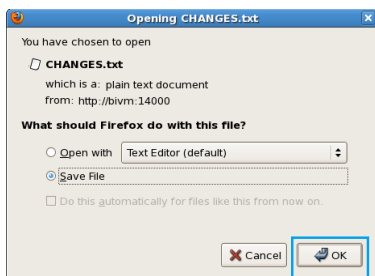 Opening CHANGES.txt
You have chosen to open
CHANGES.txt
which is a: plain text document
from: http://bivm:14000
What should Firefox do with this file?
Open with Text Editor (default)
Save File
Do this automatically for files like this from now on.
Cancel OK